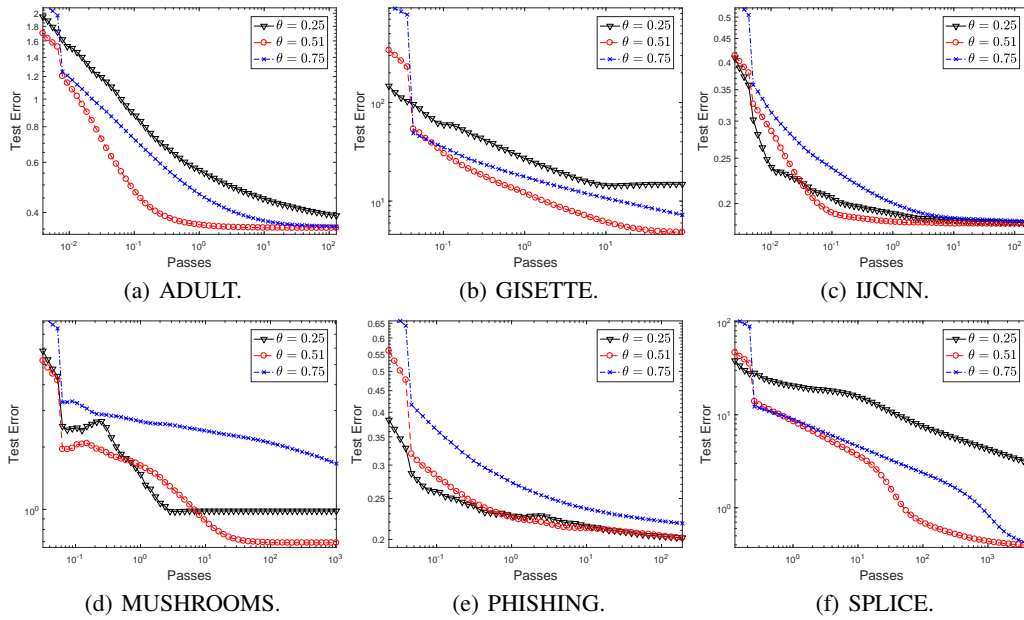 2
1.8
1.6
1.4
1.2
1
0.8
0.6
0.4
Test Error
10^-2
10^-1
10^0
10^1
10^2
Passes
θ = 0.25
θ = 0.51
θ = 0.75
(a) ADULT.
10^2
10^1
Test Error
10^-1
10^0
10^1
Passes
θ = 0.25
θ = 0.51
θ = 0.75
(b) GISETTE.
0.5
0.45
0.4
0.35
0.3
0.25
0.2
Test Error
10^-2
10^-1
10^0
10^1
10^2
Passes
θ = 0.25
θ = 0.51
θ = 0.75
(c) IJCNN.
10^0
Test Error
10^-1
10^0
10^1
10^2
10^3
Passes
θ = 0.25
θ = 0.51
θ = 0.75
(d) MUSHROOMS.
0.65
0.6
0.55
0.5
0.45
0.4
0.35
0.3
0.25
0.2
Test Error
10^-1
10^0
10^1
10^2
Passes
θ = 0.25
θ = 0.51
θ = 0.75
(e) PHISHING.
10^2
10^1
10^0
Test Error
10^0
10^1
10^2
10^3
Passes
θ = 0.25
θ = 0.51
θ = 0.75
(f) SPLICE.